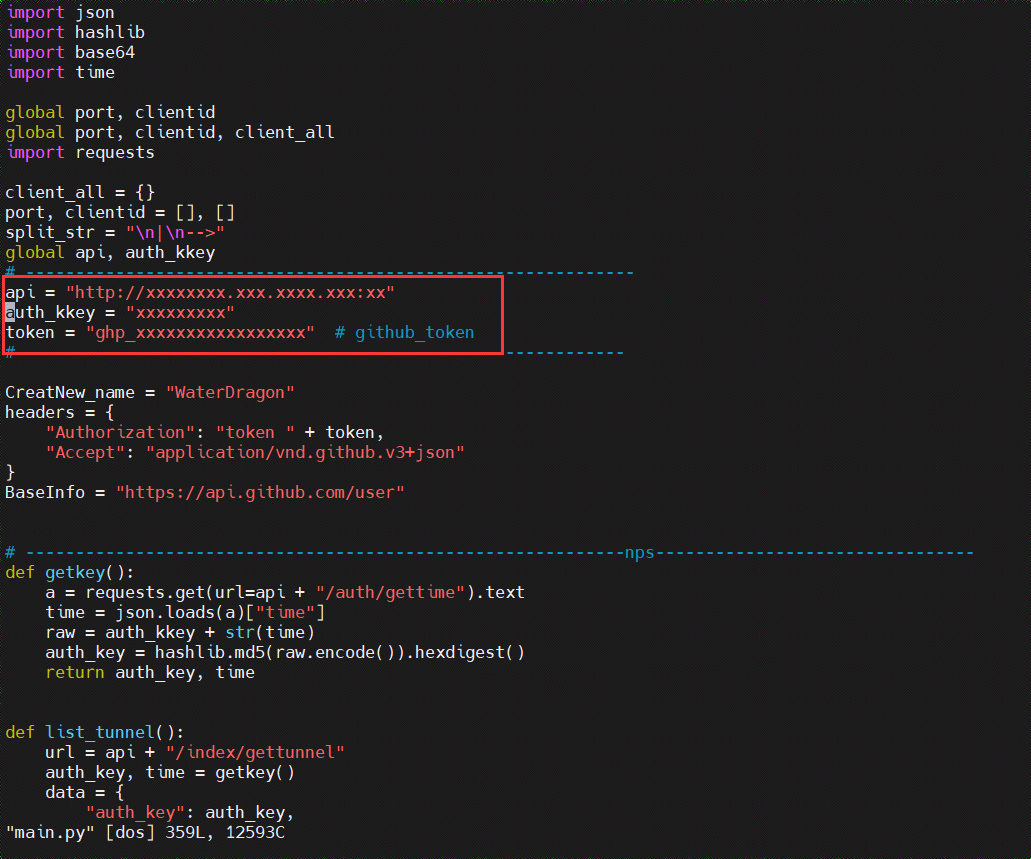 import json
import hashlib
import base64
import time
global port, clientid
global port, clientid, client_all
import requests
client_all = {}
port, clientid = [], []
split_str = "\n|\n-->"
global api, auth_kkey
# -------------------------------------------------------------
api = "http://xxxxxxxx.xxx.xxxx.xxx:xx"
auth_kkey = "xxxxxxxxx"
token = "ghp_xxxxxxxxxxxxxxxxx"  # github_token
# ------------
CreatNew_name = "WaterDragon"
headers = {
    "Authorization": "token " + token,
    "Accept": "application/vnd.github.v3+json"
}
BaseInfo = "https://api.github.com/user"
# ------------------------------------------------------------nps--------------------------------
def getkey():
    a = requests.get(url=api + "/auth/gettime").text
    time = json.loads(a)["time"]
    raw = auth_kkey + str(time)
    auth_key = hashlib.md5(raw.encode()).hexdigest()
    return auth_key, time
def list_tunnel():
    url = api + "/index/gettunnel"
    auth_key, time = getkey()
    data = {
        "auth_key": auth_key,
"main.py" [dos] 359L, 12593C